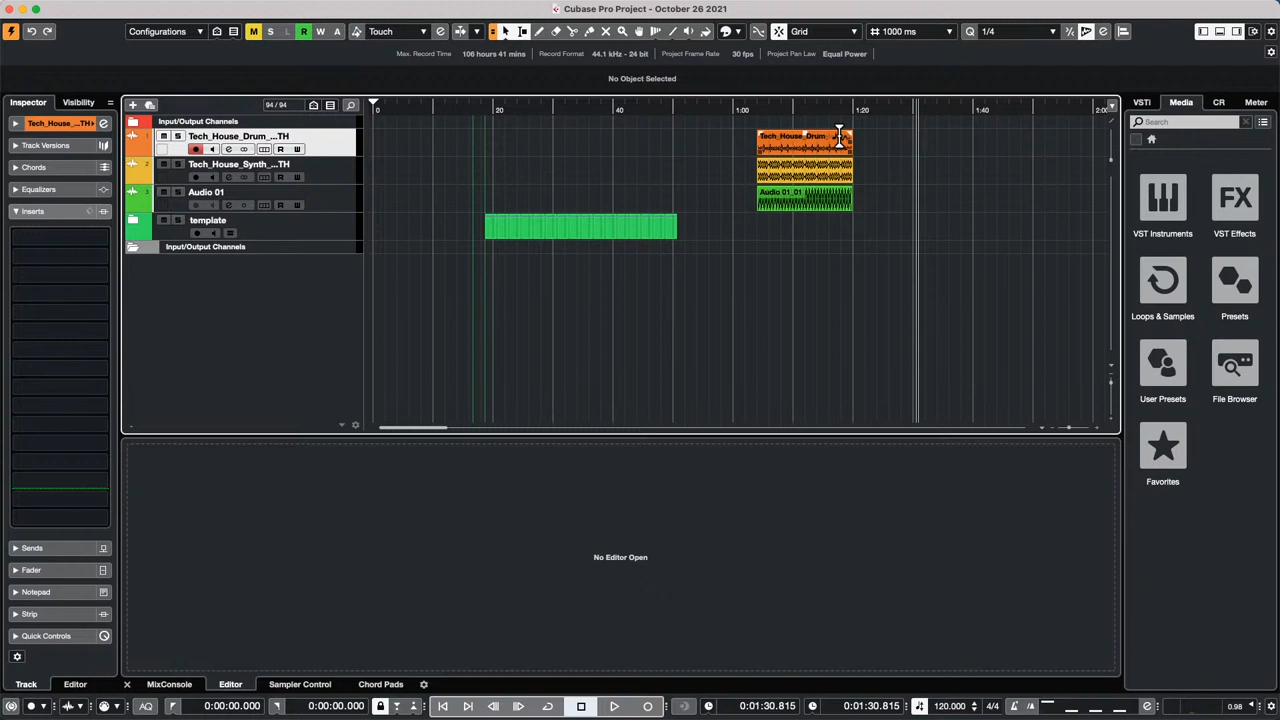 Cubase Pro Project - October 26 2021
Configurations
M S L R W A
Touch
Grid
1000 ms
Q 1/4
Max. Record Time 106 hours 41 mins Record Format 44.1 kHz - 24 bit Project Frame Rate 30 fps Project Pan Law Equal Power
No Object Selected
Inspector Visibility
Tech_House_...TH
Track Versions
Chords
Equalizers
Inserts
Sends
Fader
Notepad
Strip
Quick Controls
94 / 94
0 20 40 1:00 1:20 1:40 2:00
Input/Output Channels
1 m S Tech_House_Drum_...TH
R W
2 m S Tech_House_Synth_...TH
R W
3 m S Audio 01
R W
m S template
Input/Output Channels
Tech_House_Drum
Audio 01_01
No Editor Open
VSTi Media CR Meter
Search
VST Instruments
FX
VST Effects
Loops & Samples
Presets
User Presets
File Browser
Favorites
Track Editor MixConsole Editor Sampler Control Chord Pads
AQ 0:00:00.000 0:00:00.000 0:01:30.815 0:01:30.815 120.000 4/4 0.98